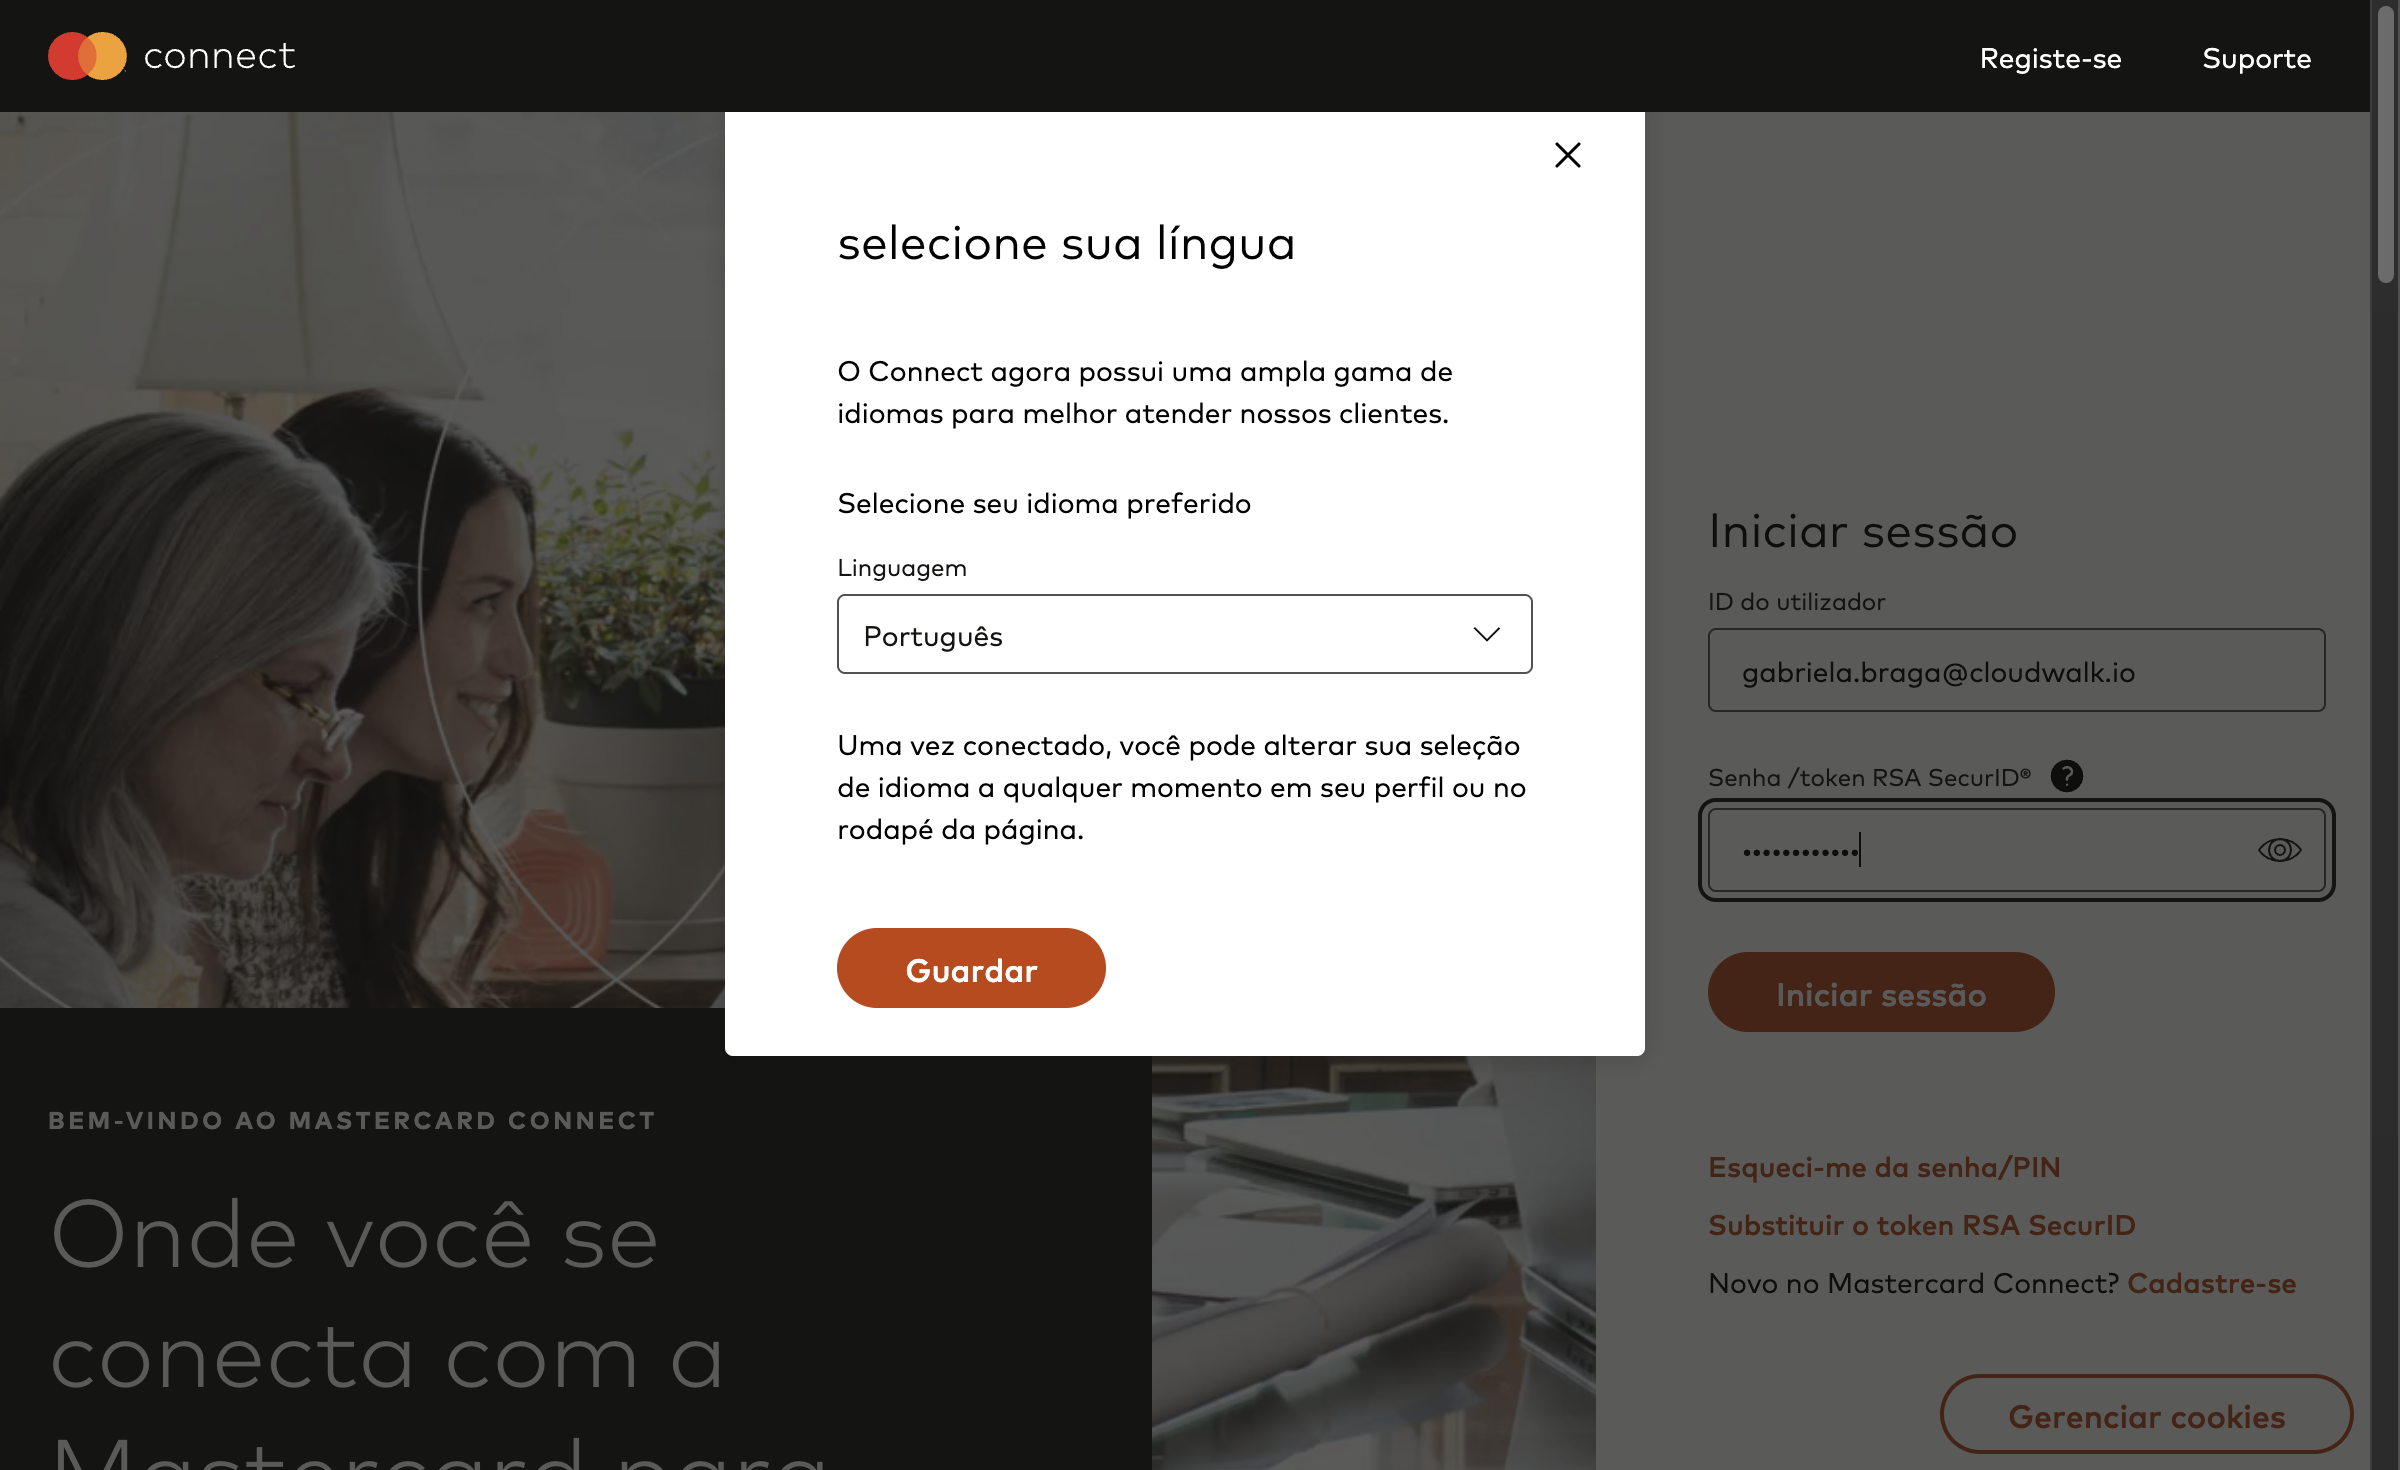 connect
Registe-se
Suporte
selecione sua língua
O Connect agora possui uma ampla gama de
idiomas para melhor atender nossos clientes.
Selecione seu idioma preferido
Linguagem
Português
Uma vez conectado, você pode alterar sua seleção
de idioma a qualquer momento em seu perfil ou no
rodapé da página.
Guardar
Iniciar sessão
ID do utilizador
gabriela.braga@cloudwalk.io
Senha /token RSA SecurID®
?
••••••••••••
Iniciar sessão
Esqueci-me da senha/PIN
Substituir o token RSA SecurID
Novo no Mastercard Connect? Cadastre-se
Gerenciar cookies
BEM-VINDO AO MASTERCARD CONNECT
Onde você se
conecta com a
Mastercard para